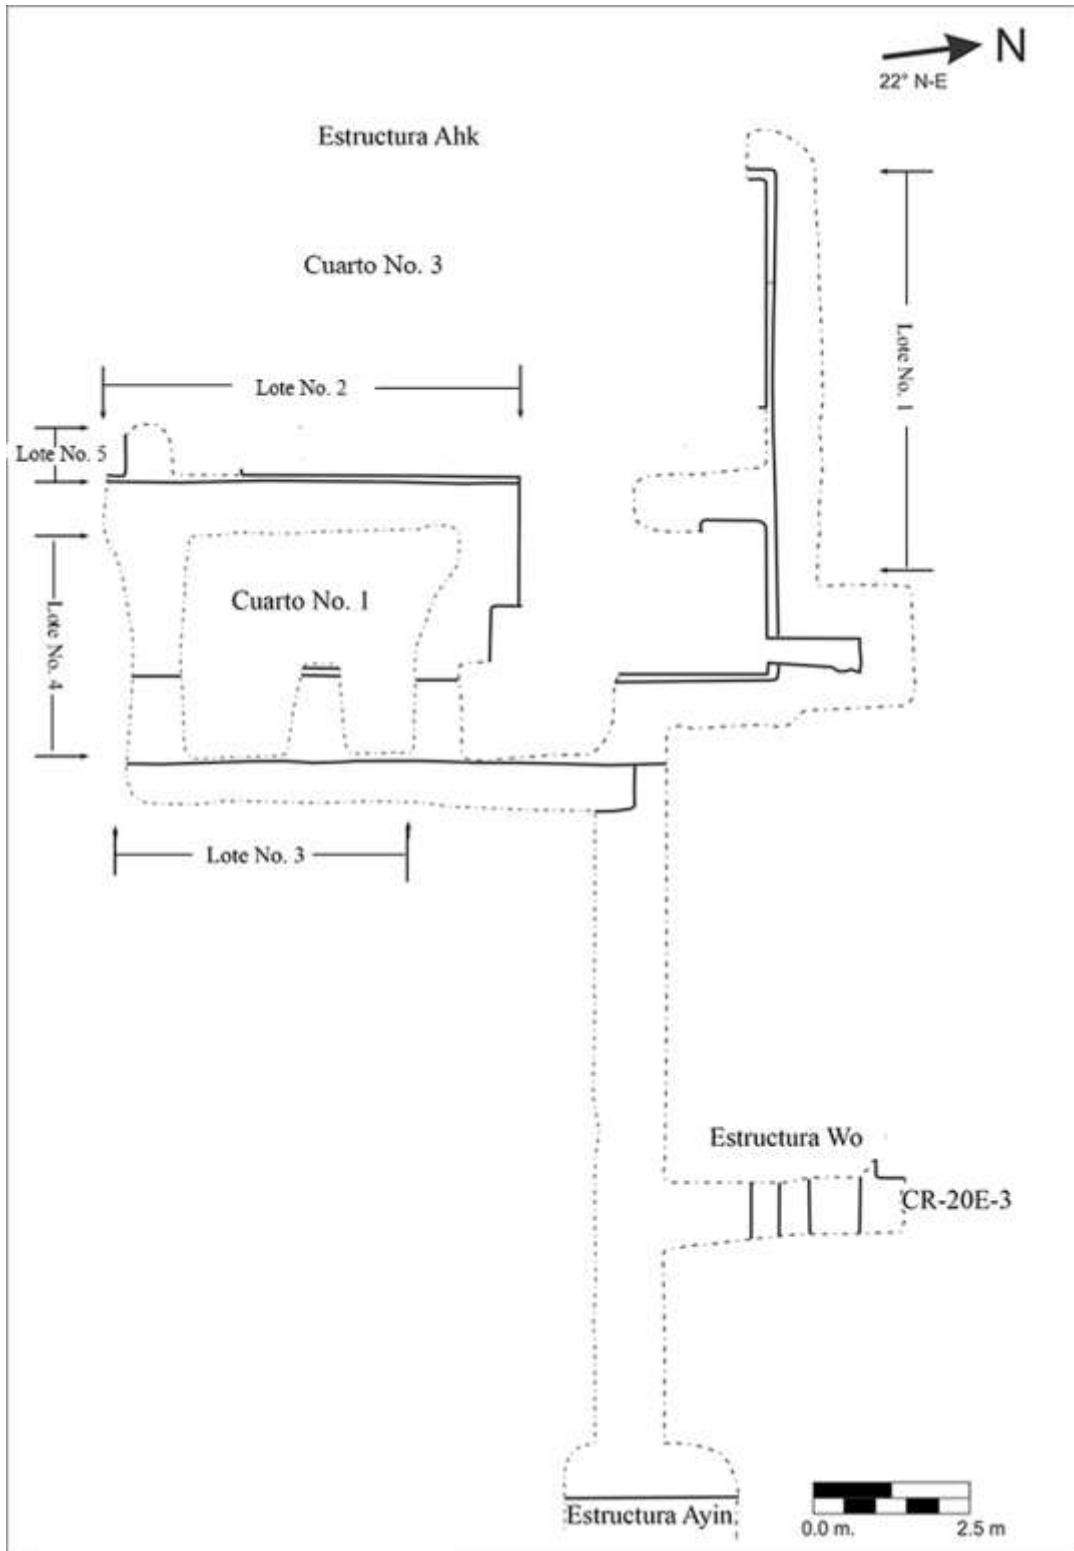 N
22° N-E
Estructura Ahk
Cuarto No. 3
Lote No. 1
Lote No. 2
Lote No. 5
Cuarto No. 1
Lote No. 4
Lote No. 3
Estructura Wo
CR-20E-3
Estructura Ayin
0.0 m. 2.5 m